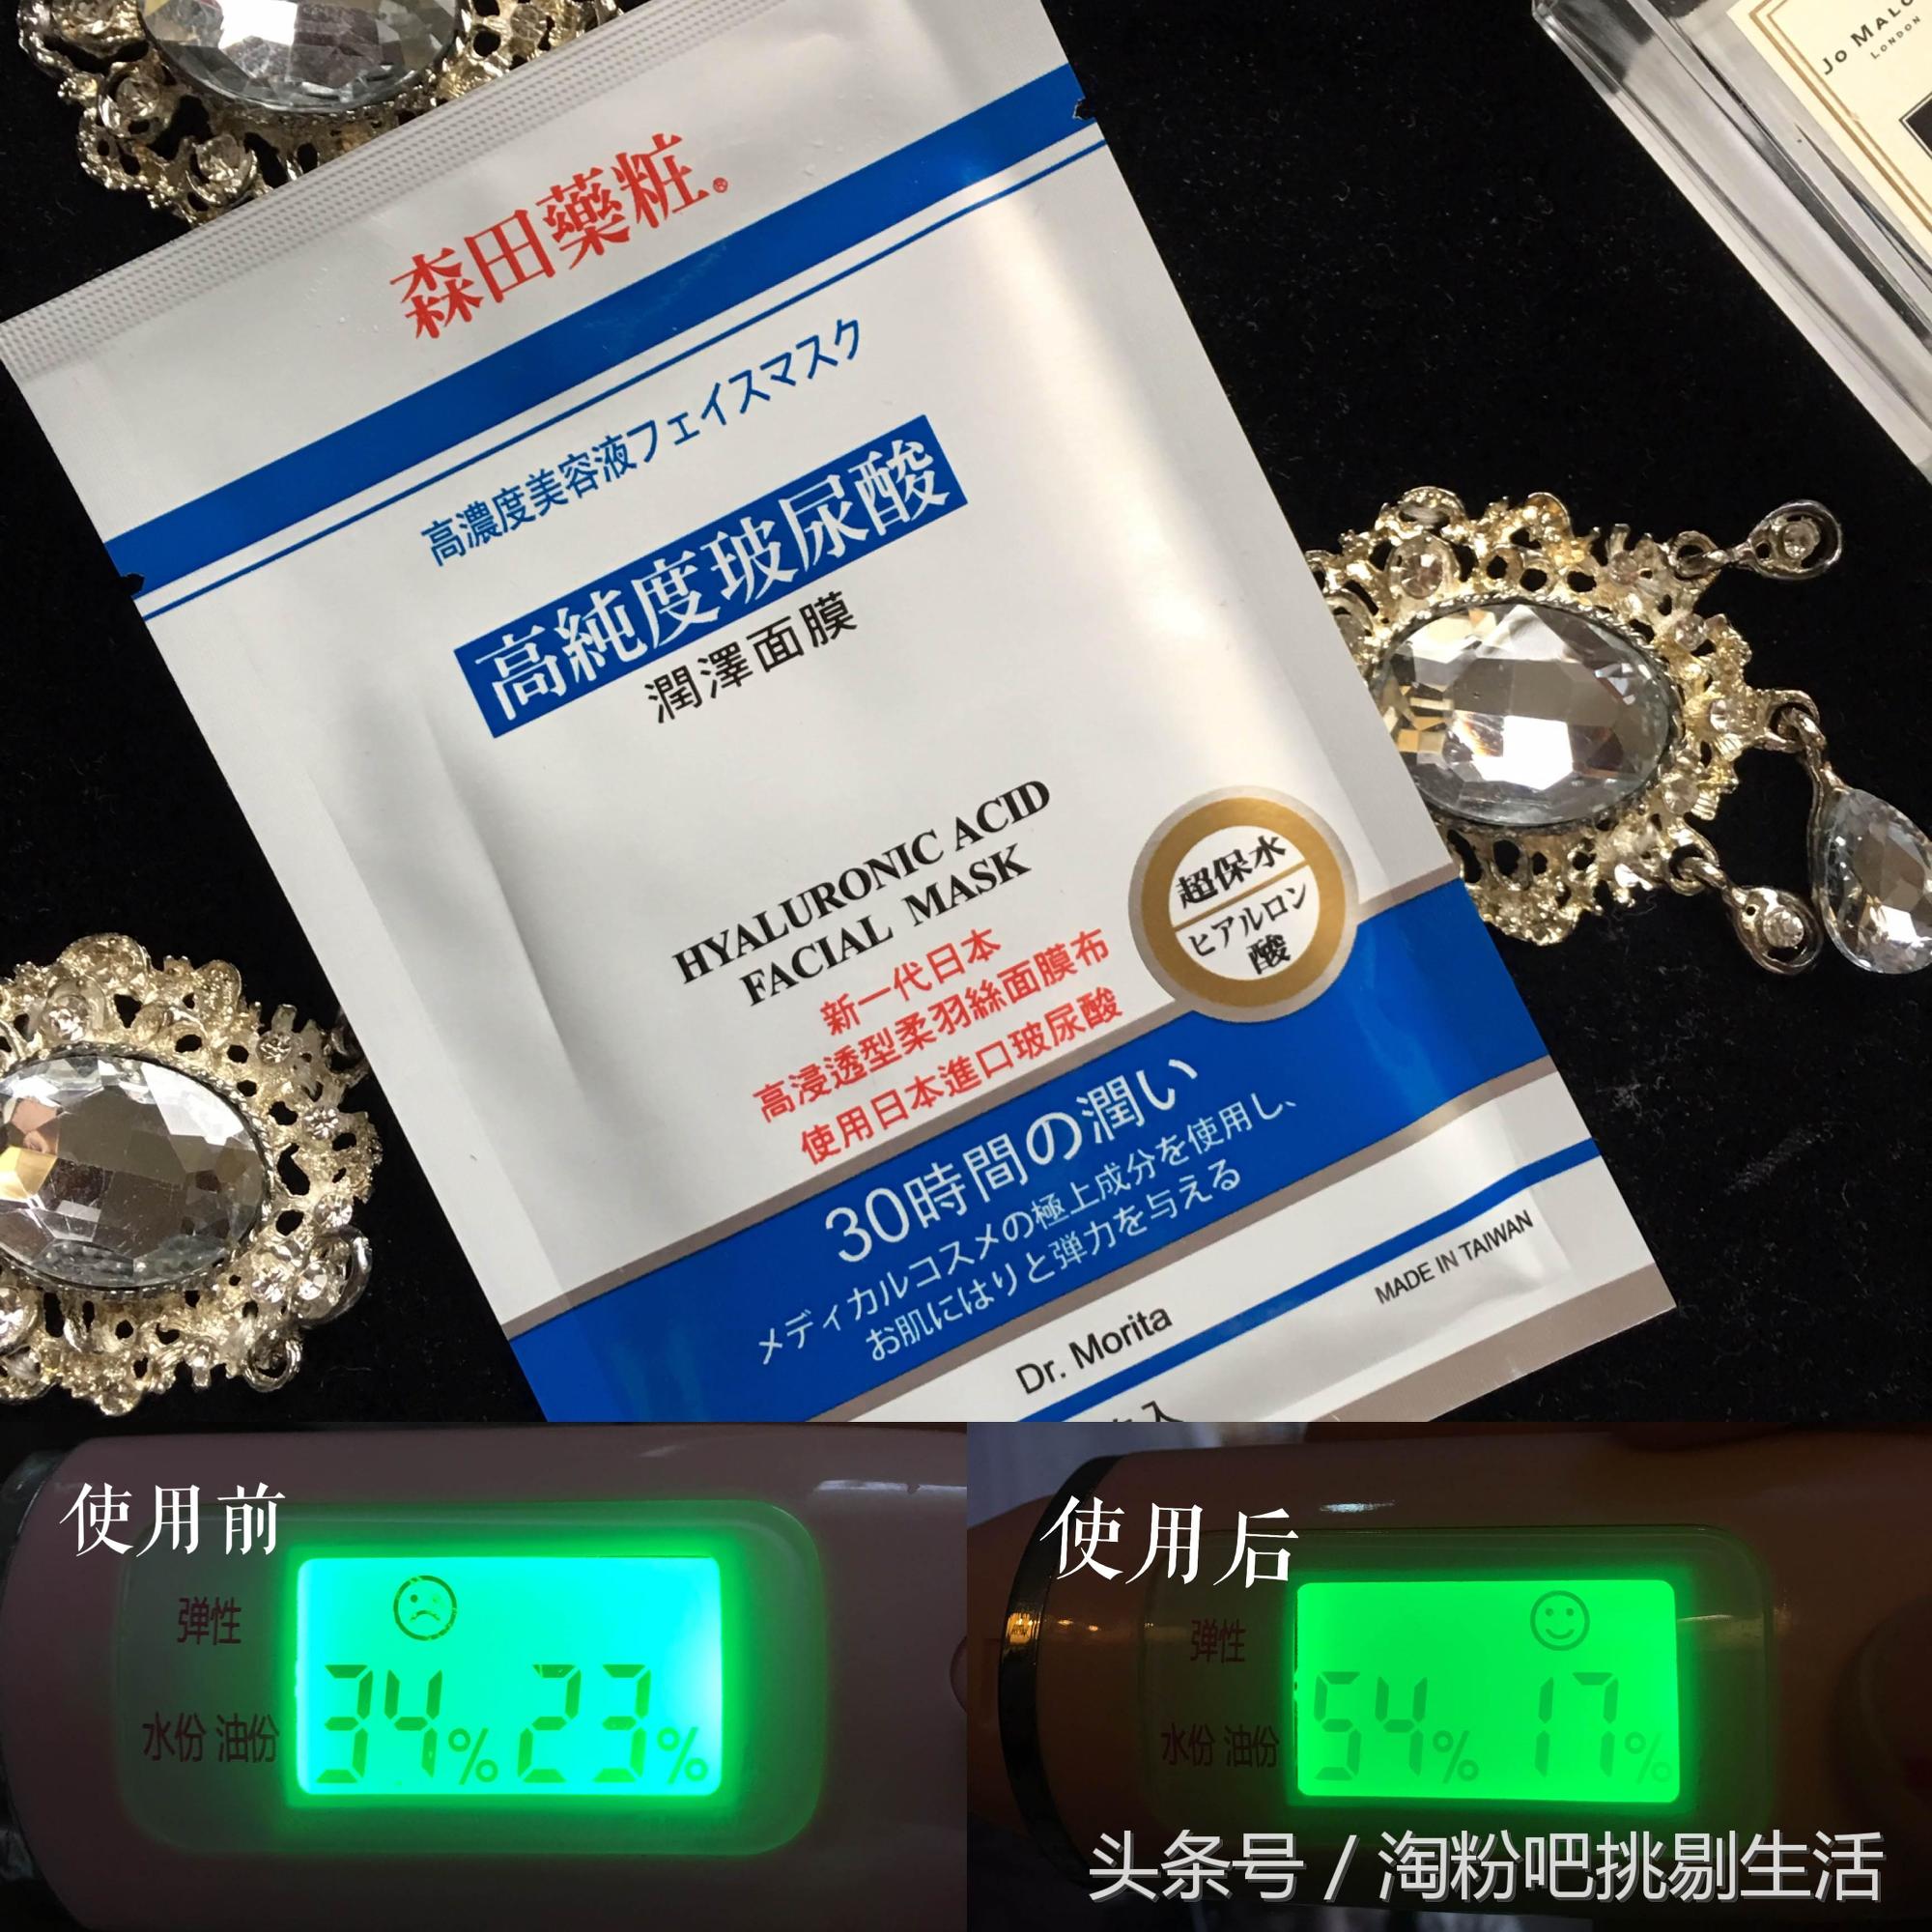 JO MALO
LONDON
森田藥粧®
高濃度美容液フェイスマスク
高純度玻尿酸
潤澤面膜
HYALURONIC ACID
FACIAL MASK
新一代日本
高浸透型柔羽絲面膜布
使用日本進口玻尿酸
超保水
ヒアルロン
酸
30時間の潤い
メディカルコスメの極上成分を使用し、
お肌にはりと弾力を与える
MADE IN TAIWAN
Dr. Morita
使用前
弹性
水份 油份
34% 23%
使用后
弹性
水份 油份
54% 17%
头条号 / 淘粉吧挑剔生活